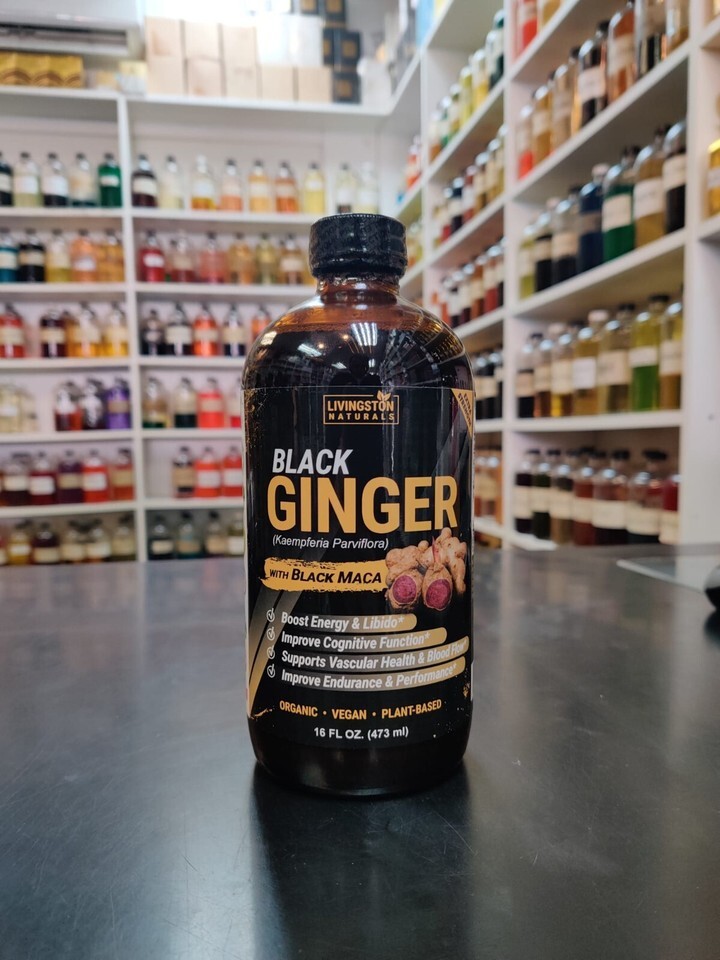 LIVINGSTON
NATURALS
BLACK
GINGER
(Kaempferia Parviflora)
WITH BLACK MACA
Boost Energy & Libido*
Improve Cognitive Function*
Supports Vascular Health & Blood Flow*
Improve Endurance & Performance*
ORGANIC • VEGAN • PLANT-BASED
16 FL OZ. (473 ml)